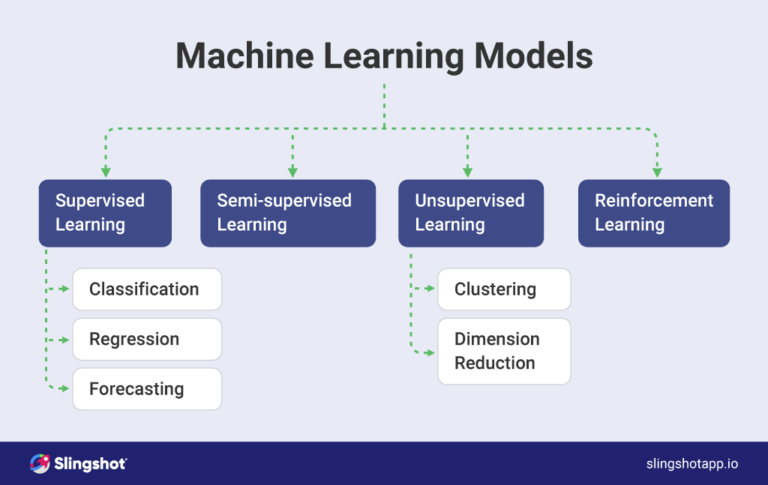 Machine Learning Models
Supervised
Learning
Semi-supervised
Learning
Unsupervised
Learning
Reinforcement
Learning
Classification
Regression
Forecasting
Clustering
Dimension
Reduction
Slingshot
slingshotapp.io